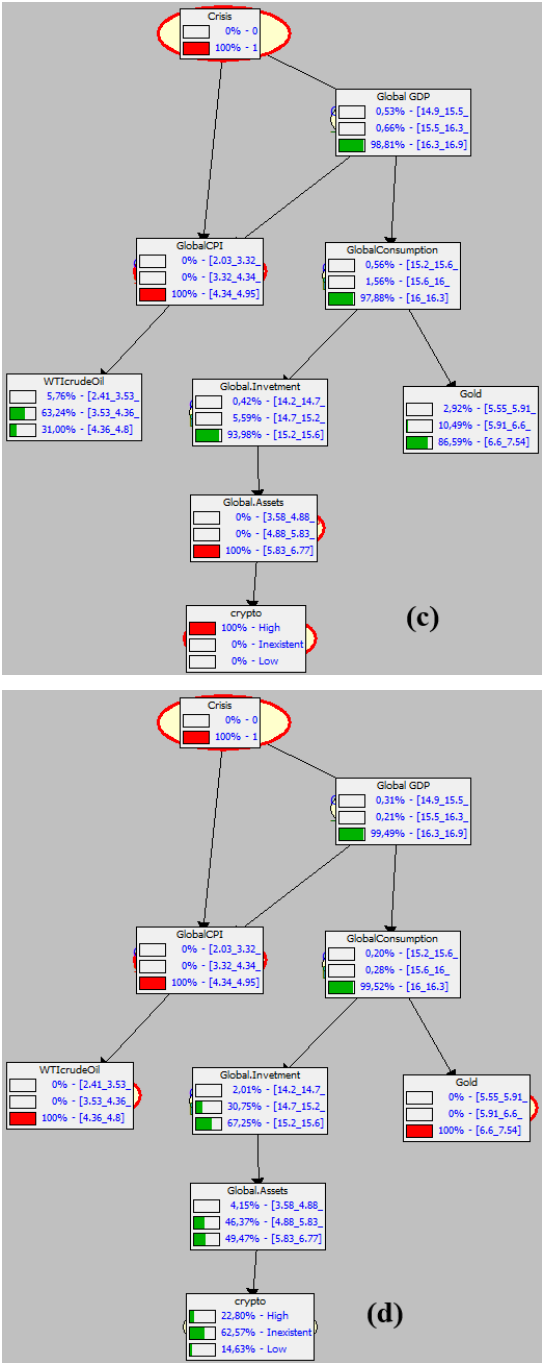 Crisis
0% - 0
100% - 1
Global GDP
0,53% - [14.9_15.5_
0,66% - [15.5_16.3_
98,81% - [16.3_16.9]
GlobalCPI
0% - [2.03_3.32_
0% - [3.32_4.34_
100% - [4.34_4.95]
GlobalConsumption
0,56% - [15.2_15.6_
1,56% - [15.6_16_
97,88% - [16_16.3]
WTIcrudeOil
5,76% - [2.41_3.53_
63,24% - [3.53_4.36_
31,00% - [4.36_4.8]
Global.Invetment
0,42% - [14.2_14.7_
5,59% - [14.7_15.2_
93,98% - [15.2_15.6]
Gold
2,92% - [5.55_5.91_
10,49% - [5.91_6.6_
86,59% - [6.6_7.54]
Global.Assets
0% - [3.58_4.88_
0% - [4.88_5.83_
100% - [5.83_6.77]
crypto
100% - High
0% - Inexistent
0% - Low
(c)
Crisis
0% - 0
100% - 1
Global GDP
0,31% - [14.9_15.5_
0,21% - [15.5_16.3_
99,49% - [16.3_16.9]
GlobalCPI
0% - [2.03_3.32_
0% - [3.32_4.34_
100% - [4.34_4.95]
GlobalConsumption
0,20% - [15.2_15.6_
0,28% - [15.6_16_
99,52% - [16_16.3]
WTIcrudeOil
0% - [2.41_3.53_
0% - [3.53_4.36_
100% - [4.36_4.8]
Global.Invetment
2,01% - [14.2_14.7_
30,75% - [14.7_15.2_
67,25% - [15.2_15.6]
Gold
0% - [5.55_5.91_
0% - [5.91_6.6_
100% - [6.6_7.54]
Global.Assets
4,15% - [3.58_4.88_
46,37% - [4.88_5.83_
49,47% - [5.83_6.77]
crypto
22,80% - High
62,57% - Inexistent
14,63% - Low
(d)